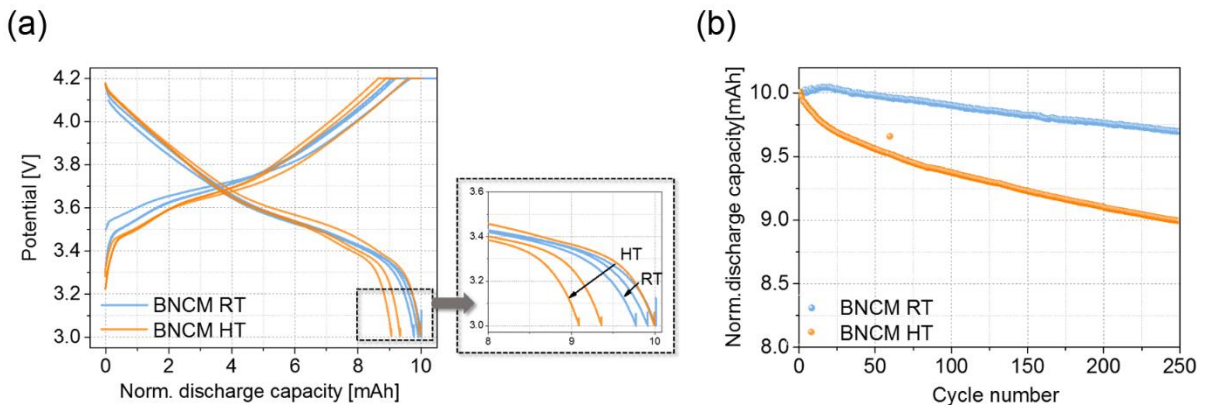 (a)
4.2
4.0
3.8
3.6
3.4
3.2
3.0
Potential [V]
BNCM RT
BNCM HT
0 2 4 6 8 10
Norm. discharge capacity [mAh]
3.6
3.4
3.2
3.0
HT
RT
8 9 10
(b)
10.0
9.5
9.0
8.5
8.0
Norm.discharge capacity[mAh]
BNCM RT
BNCM HT
0 50 100 150 200 250
Cycle number